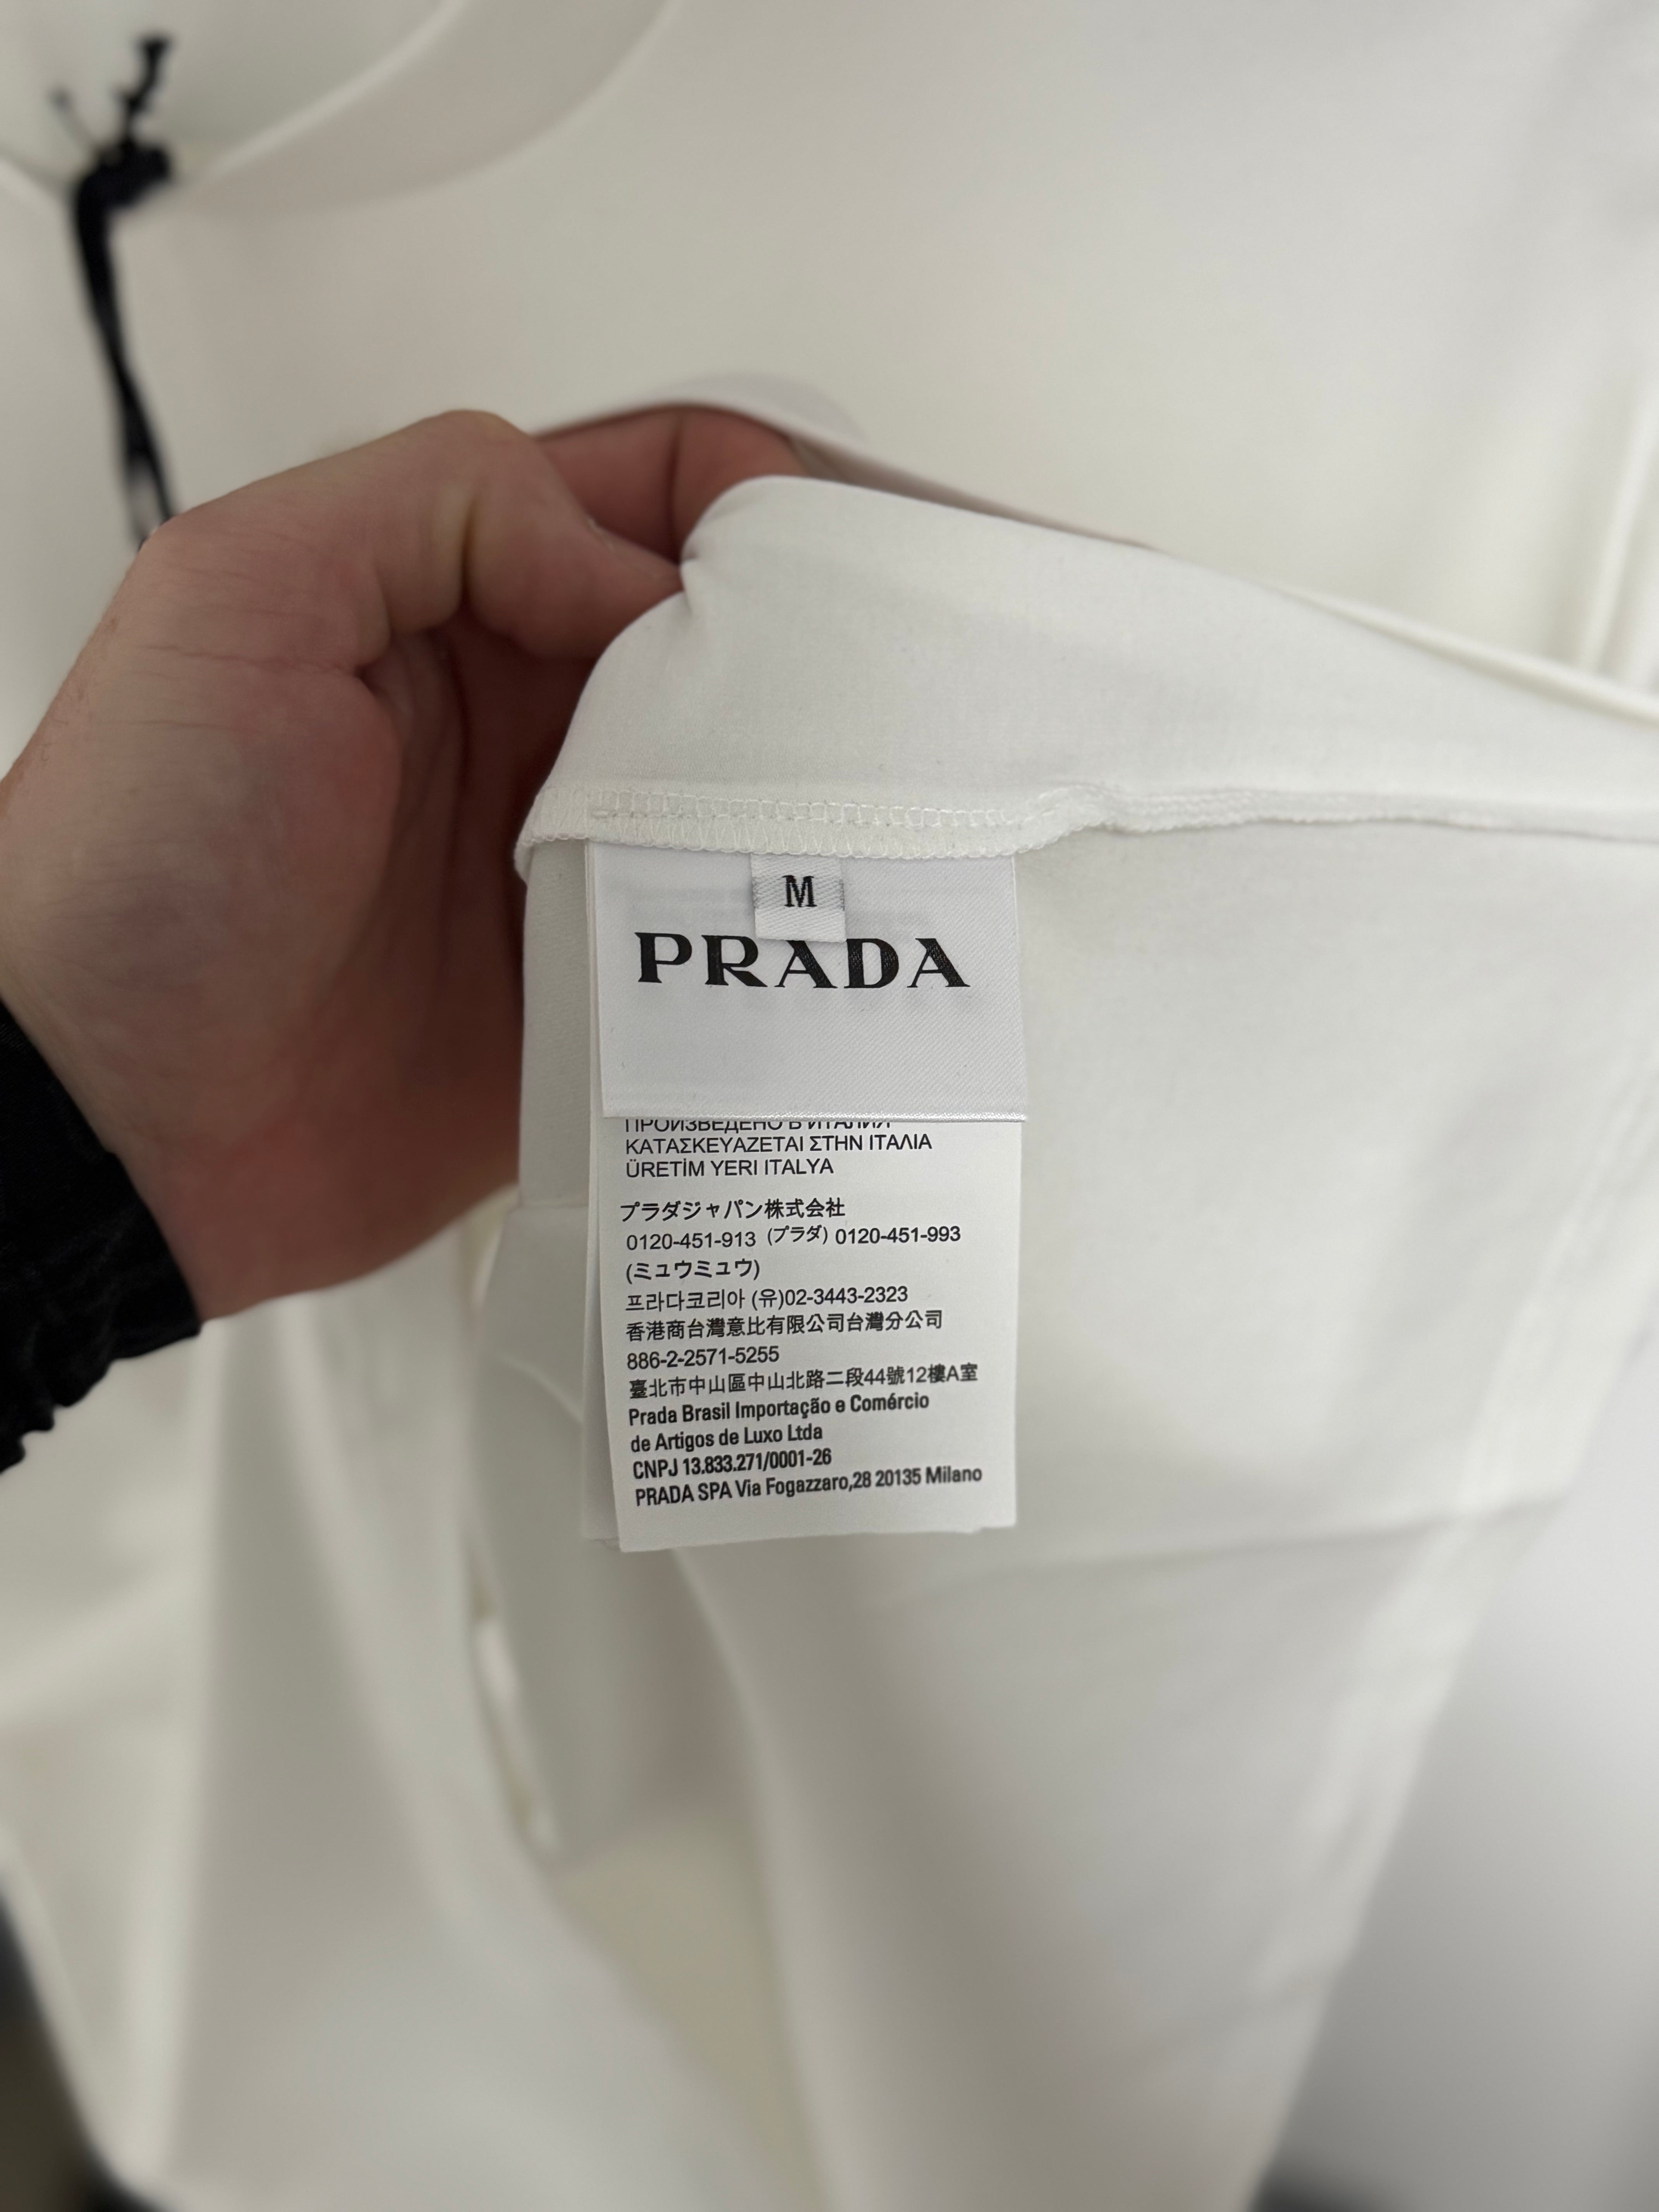 M
PRADA
ПРОИЗВЕДЕНО В ИТАЛИЯ
ΚΑΤΑΣΚΕΥΑΖΕΤΑΙ ΣΤΗΝ ΙΤΑΛΙΑ
ÜRETİM YERI ITALYA
プラダジャパン株式会社
0120-451-913 (プラダ) 0120-451-993
(ミュウミュウ)
프라다코리아 (유)02-3443-2323
香港商台灣意比有限公司台灣分公司
886-2-2571-5255
臺北市中山區中山北路二段44號12樓A室
Prada Brasil Importação e Comércio
de Artigos de Luxo Ltda
CNPJ 13.833.271/0001-26
PRADA SPA Via Fogazzaro,28 20135 Milano